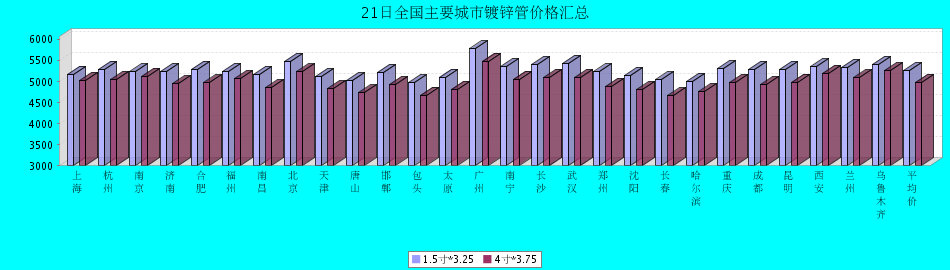 21日全国主要城市镀锌管价格汇总
6000
5500
5000
4500
4000
3500
3000
上海 杭州 南京 济南 合肥 福州 南昌 北京 天津 唐山 邯郸 包头 太原 广州 南宁 长沙 武汉 郑州 沈阳 长春 哈尔滨 重庆 成都 昆明 西安 兰州 乌鲁木齐 平均价
1.5寸*3.25 4寸*3.75